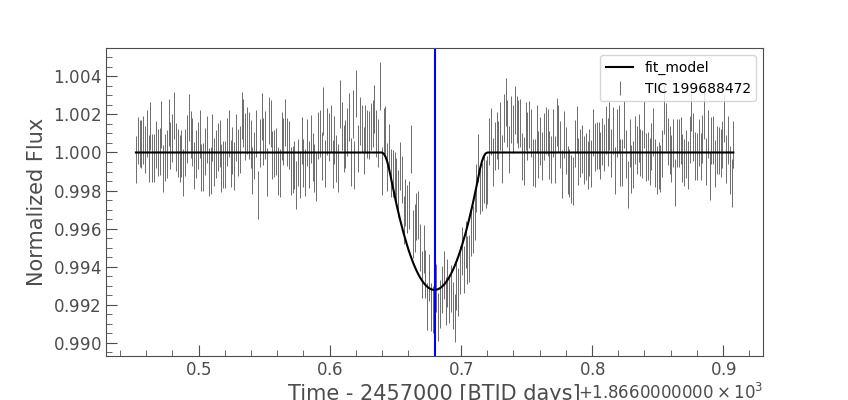 fit_model
TIC 199688472
1.004
1.002
1.000
0.998
0.996
0.994
0.992
0.990
Normalized Flux
0.5 0.6 0.7 0.8 0.9
Time - 2457000 [BTJD days]
+1.8660000000 × 10³